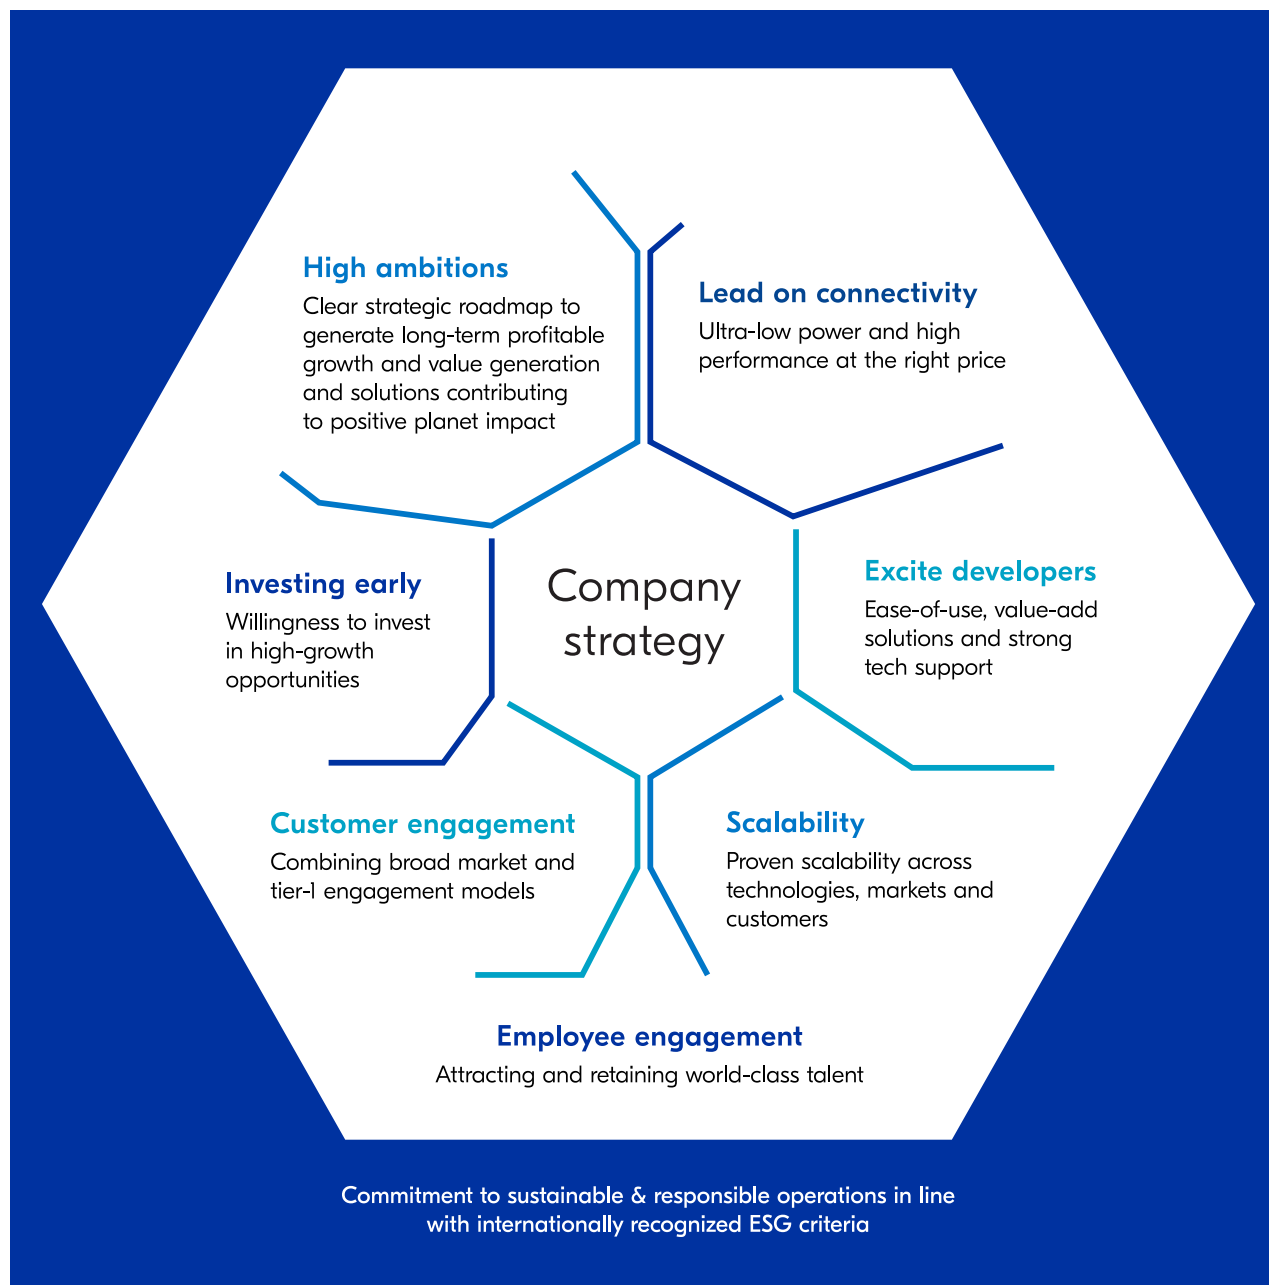 High ambitions
Clear strategic roadmap to
generate long-term profitable
growth and value generation
and solutions contributing
to positive planet impact
Lead on connectivity
Ultra-low power and high
performance at the right price
Investing early
Willingness to invest
in high-growth
opportunities
Company
strategy
Excite developers
Ease-of-use, value-add
solutions and strong
tech support
Customer engagement
Combining broad market and
tier-1 engagement models
Scalability
Proven scalability across
technologies, markets and
customers
Employee engagement
Attracting and retaining world-class talent
Commitment to sustainable & responsible operations in line
with internationally recognized ESG criteria